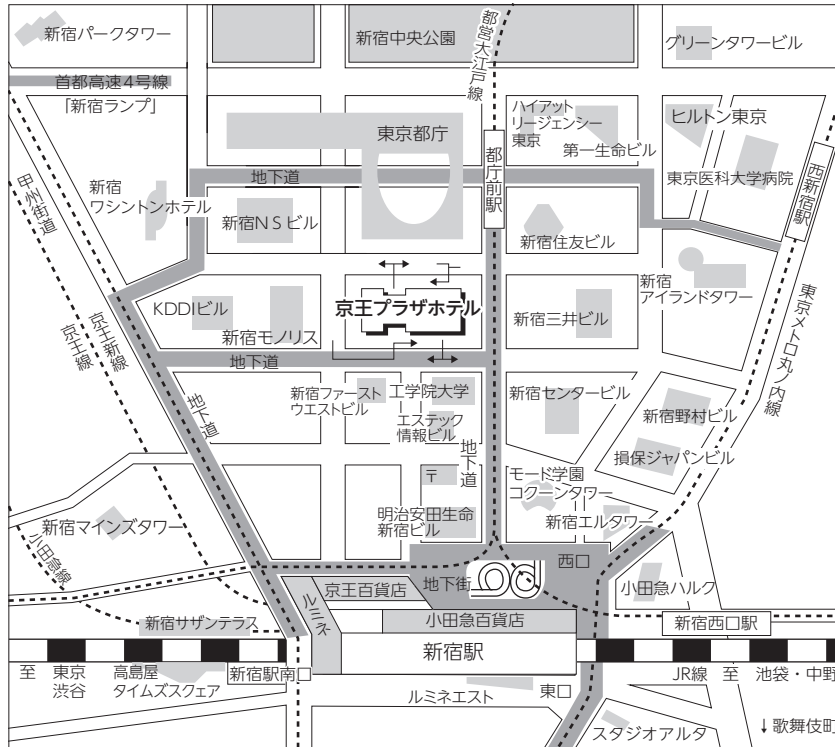 新宿パークタワー
新宿中央公園
都営大江戸線
グリーンタワービル
首都高速4号線
「新宿ランプ」
東京都庁
ハイアット
リージェンシー
東京
第一生命ビル
ヒルトン東京
東京医科大学病院
西新宿駅
都庁前駅
地下道
甲州街道
新宿
ワシントンホテル
新宿NSビル
新宿住友ビル
新宿
アイランドタワー
KDDIビル
新宿モノリス
京王プラザホテル
新宿三井ビル
東京メトロ丸ノ内線
京王新線
京王線
地下道
地下道
新宿ファースト
ウエストビル
工学院大学
エステック
情報ビル
地下道
新宿センタービル
新宿野村ビル
損保ジャパンビル
〒
モード学園
コクーンタワー
明治安田生命
新宿ビル
新宿エルタワー
新宿マインズタワー
小田急線
西口
地下街
京王百貨店
ルミネ
小田急ハルク
新宿サザンテラス
小田急百貨店
新宿西口駅
新宿駅
至 東京
渋谷
高島屋
タイムズスクェア
新宿駅南口
JR線 至 池袋・中野
ルミネエスト
東口
スタジオアルタ
↓歌舞伎町